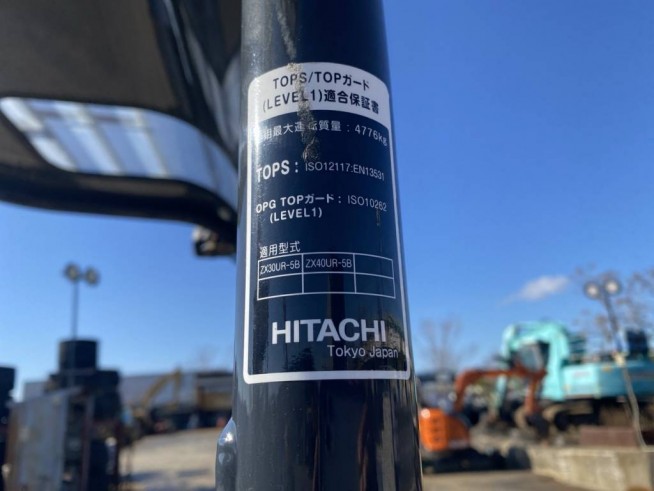 TOPS/TOPガード
(LEVEL1)適合保証書
用最大運転質量：4776kg
TOPS：ISO12117:EN13531
OPG TOPガード：ISO10262
(LEVEL1)
適用型式
ZX30UR-5B ZX40UR-5B
HITACHI
Tokyo Japan